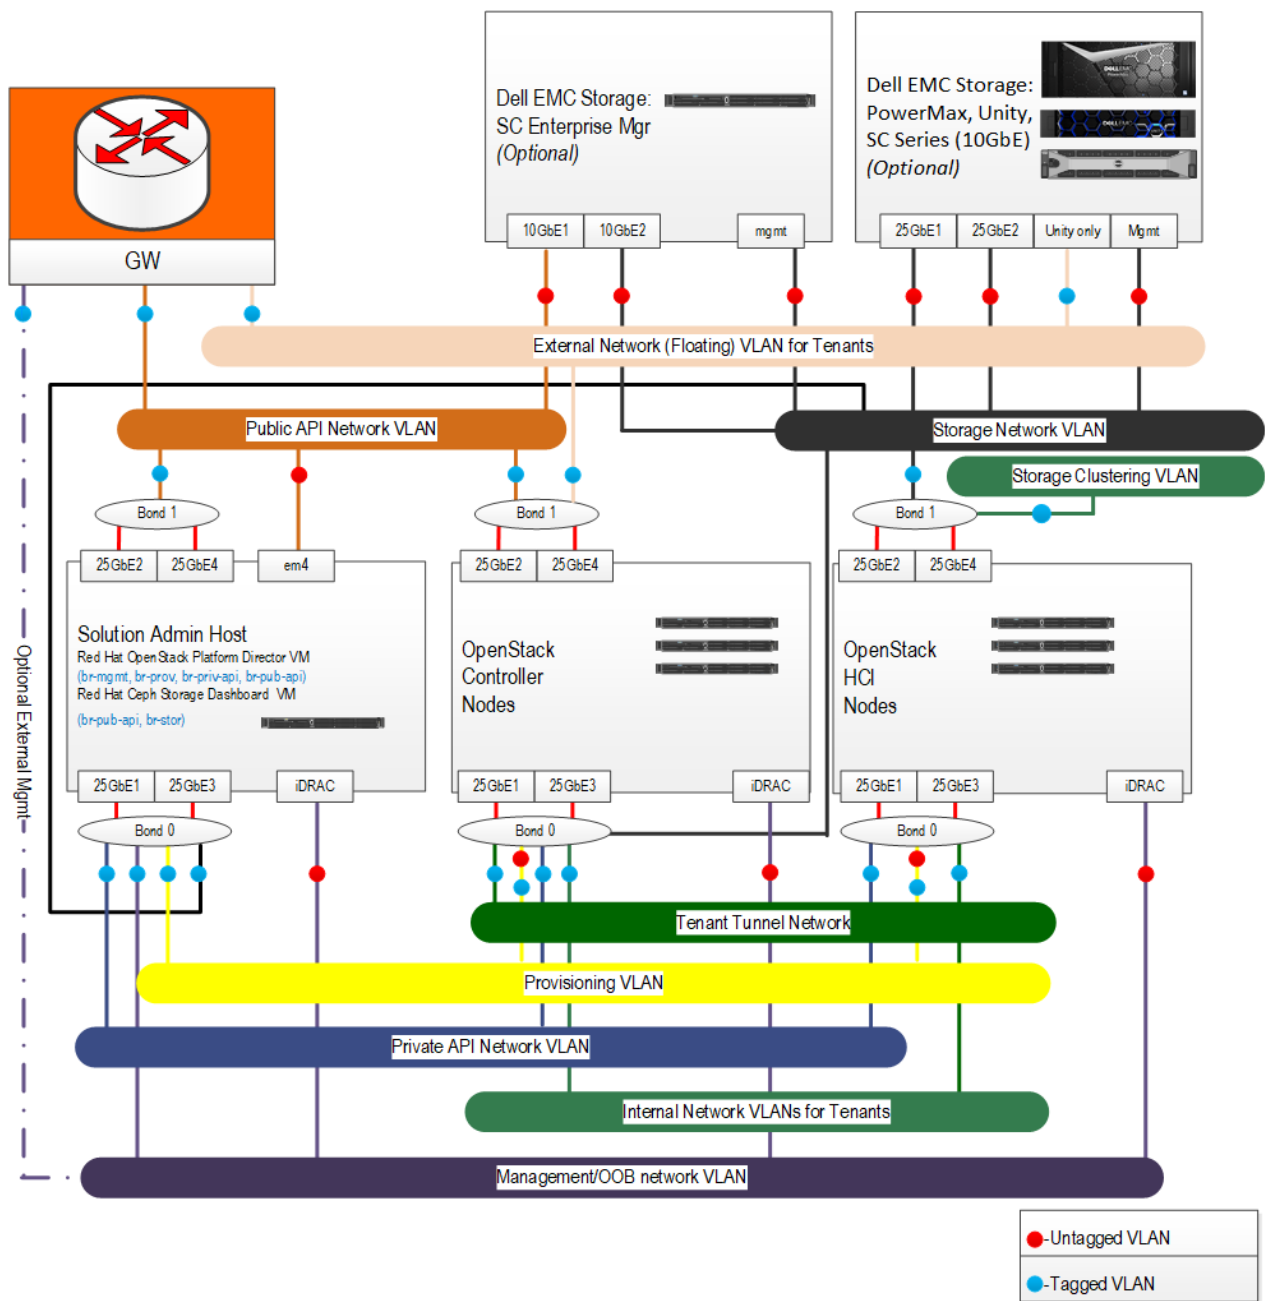 Dell EMC Storage:
SC Enterprise Mgr
(Optional)
10GbE1
10GbE2
mgmt
Dell EMC Storage:
PowerMax, Unity,
SC Series (10GbE)
(Optional)
25GbE1
25GbE2
Unity only
Mgmt
GW
External Network (Floating) VLAN for Tenants
Public API Network VLAN
Storage Network VLAN
Storage Clustering VLAN
Bond 1
Bond 1
Bond 1
25GbE2
25GbE4
em4
25GbE2
25GbE4
25GbE2
25GbE4
Solution Admin Host
Red Hat OpenStack Platform Director VM
(br-mgmt, br-prov, br-priv-api, br-pub-api)
Red Hat Ceph Storage Dashboard VM
(br-pub-api, br-stor)
OpenStack
Controller
Nodes
OpenStack
HCI
Nodes
Optional External Mgmt
25GbE1
25GbE3
iDRAC
25GbE1
25GbE3
iDRAC
25GbE1
25GbE3
iDRAC
Bond 0
Bond 0
Bond 0
Tenant Tunnel Network
Provisioning VLAN
Private API Network VLAN
Internal Network VLANs for Tenants
Management/OOB network VLAN
-Untagged VLAN
-Tagged VLAN